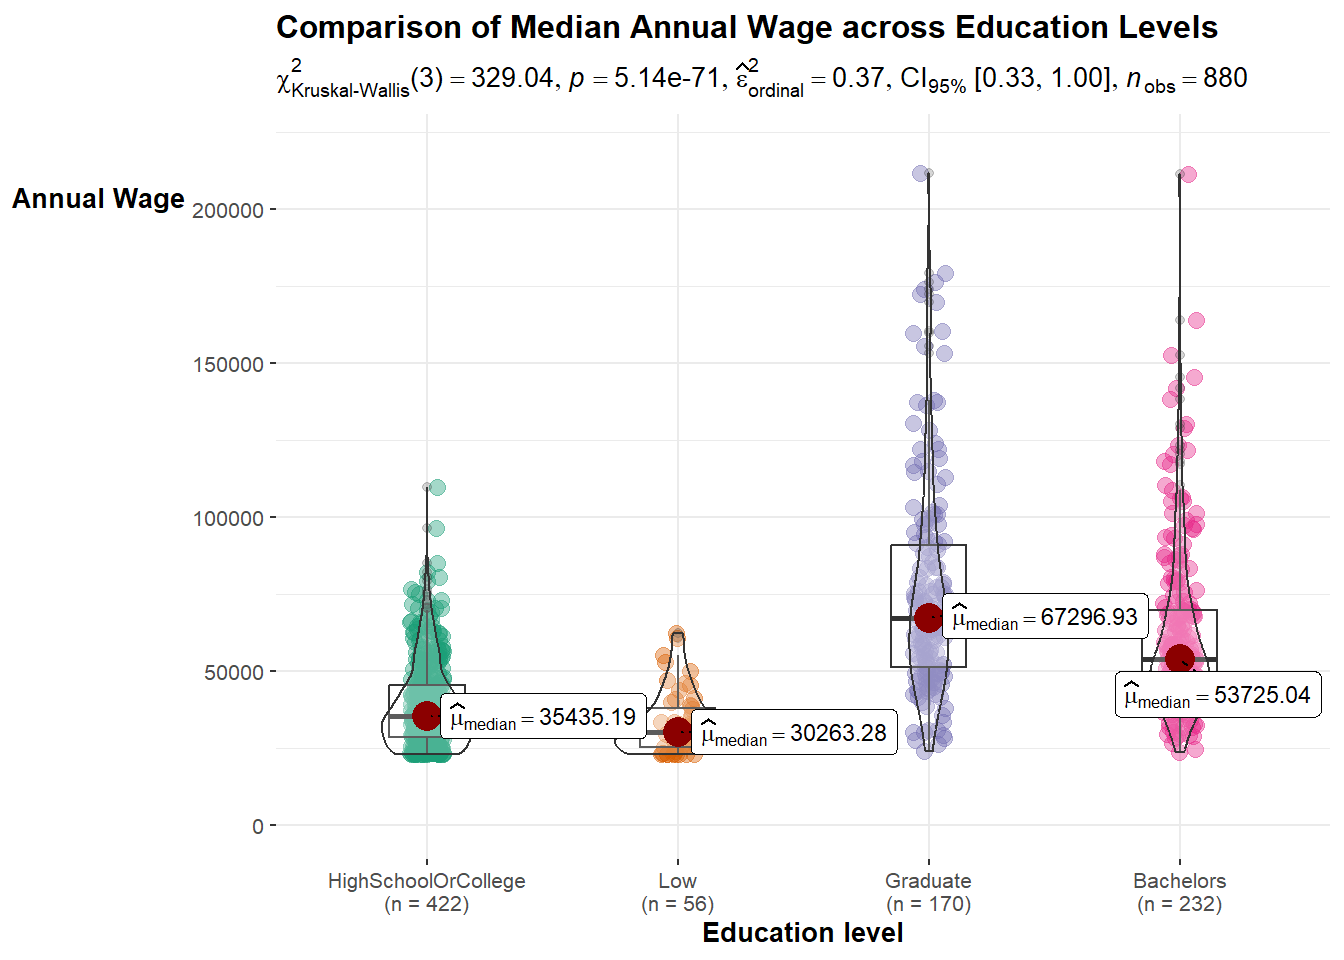 Comparison of Median Annual Wage across Education Levels
χ²Kruskal-Wallis(3) = 329.04, p = 5.14e-71, ε̂²ordinal = 0.37, CI95% [0.33, 1.00], nobs = 880
Annual Wage
200000
150000
100000
50000
0
μ̂median = 67296.93
μ̂median = 53725.04
μ̂median = 35435.19
μ̂median = 30263.28
HighSchoolOrCollege
(n = 422)
Low
(n = 56)
Graduate
(n = 170)
Bachelors
(n = 232)
Education level